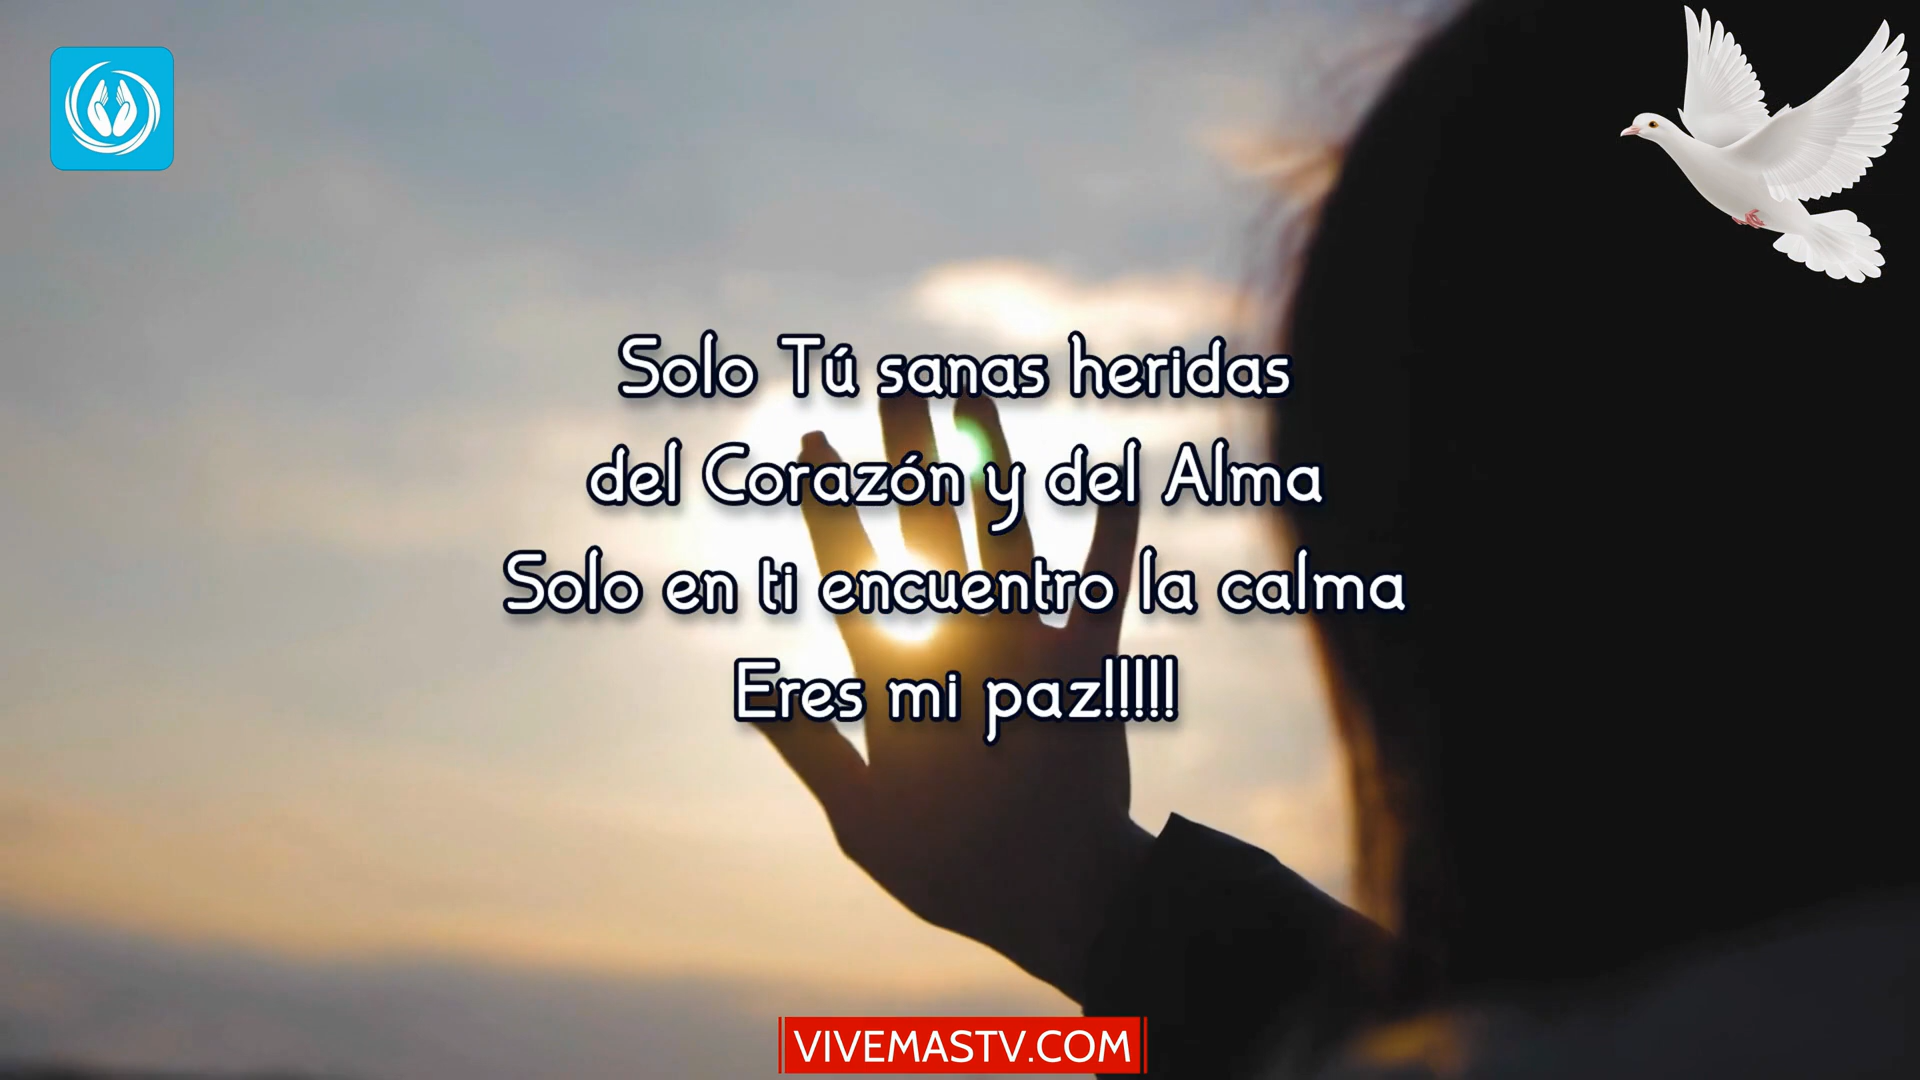 Solo Tú sanas heridas
del Corazón y del Alma
Solo en ti encuentro la calma
Eres mi paz!!!!!
VIVEMASTV.COM